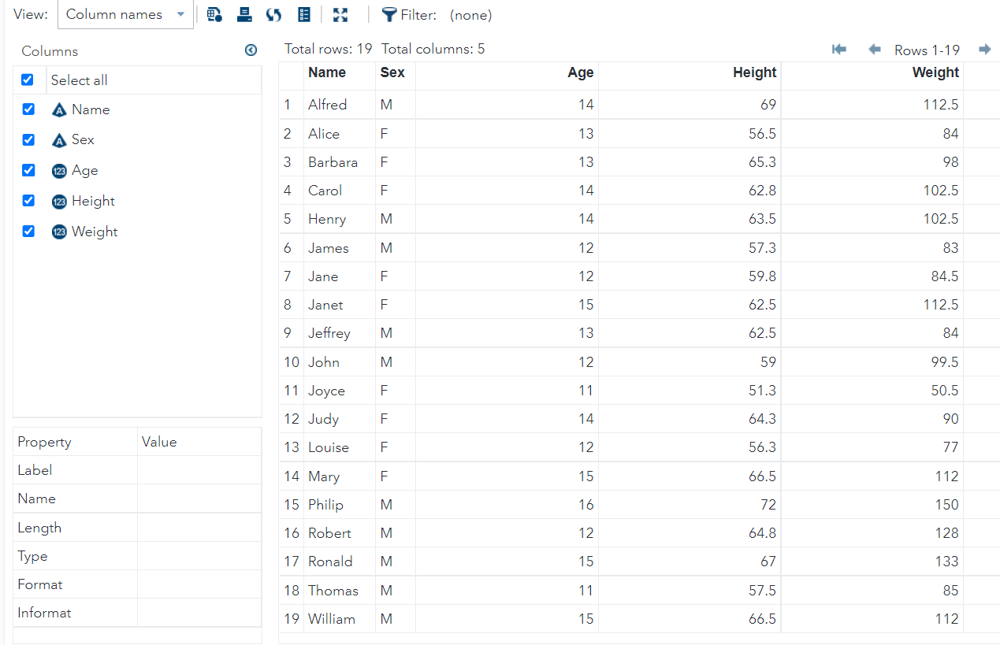 View: Column names Filter: (none)
Columns
Select all
Name
Sex
Age
Height
Weight
Property Value
Label
Name
Length
Type
Format
Informat
Total rows: 19 Total columns: 5 Rows 1-19
Name Sex Age Height Weight
1 Alfred M 14 69 112.5
2 Alice F 13 56.5 84
3 Barbara F 13 65.3 98
4 Carol F 14 62.8 102.5
5 Henry M 14 63.5 102.5
6 James M 12 57.3 83
7 Jane F 12 59.8 84.5
8 Janet F 15 62.5 112.5
9 Jeffrey M 13 62.5 84
10 John M 12 59 99.5
11 Joyce F 11 51.3 50.5
12 Judy F 14 64.3 90
13 Louise F 12 56.3 77
14 Mary F 15 66.5 112
15 Philip M 16 72 150
16 Robert M 12 64.8 128
17 Ronald M 15 67 133
18 Thomas M 11 57.5 85
19 William M 15 66.5 112